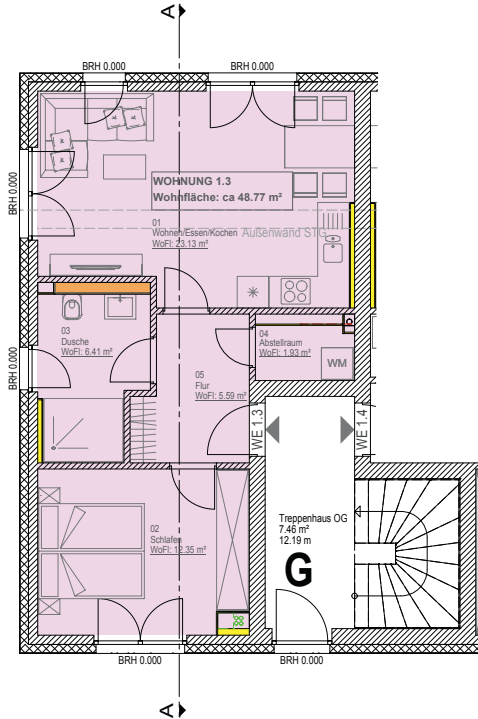 A
BRH 0.000
BRH 0.000
WOHNUNG 1.3
Wohnfläche: ca 48.77 m²
BRH 0.000
01
Wohnen/Essen/Kochen
WoFl: 23.13 m²
Außenwand STG
03
Dusche
WoFl: 6.41 m²
04
Abstellraum
WoFl: 1.93 m²
WM
BRH 0.000
05
Flur
WoFl: 5.59 m²
WE 1.3
WE 1.4
02
Schlafen
WoFl: 12.35 m²
Treppenhaus OG
7.46 m²
12.19 m
G
BRH 0.000
BRH 0.000
A